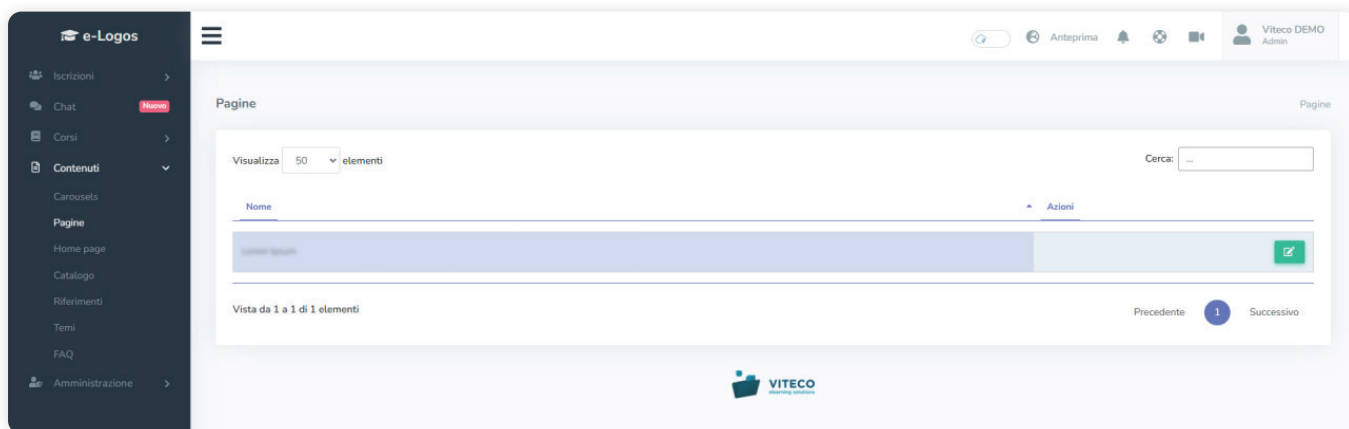 e-Logos
Anteprima
Viteco DEMO
Admin
Iscrizioni
Chat Nuovo
Corsi
Contenuti
Carousels
Pagine
Home page
Catalogo
Riferimenti
Temi
FAQ
Amministrazione
Pagine Pagine
Visualizza 50 elementi Cerca: ...
Nome Azioni
Vista da 1 a 1 di 1 elementi Precedente 1 Successivo
VITECO
elearning solutions